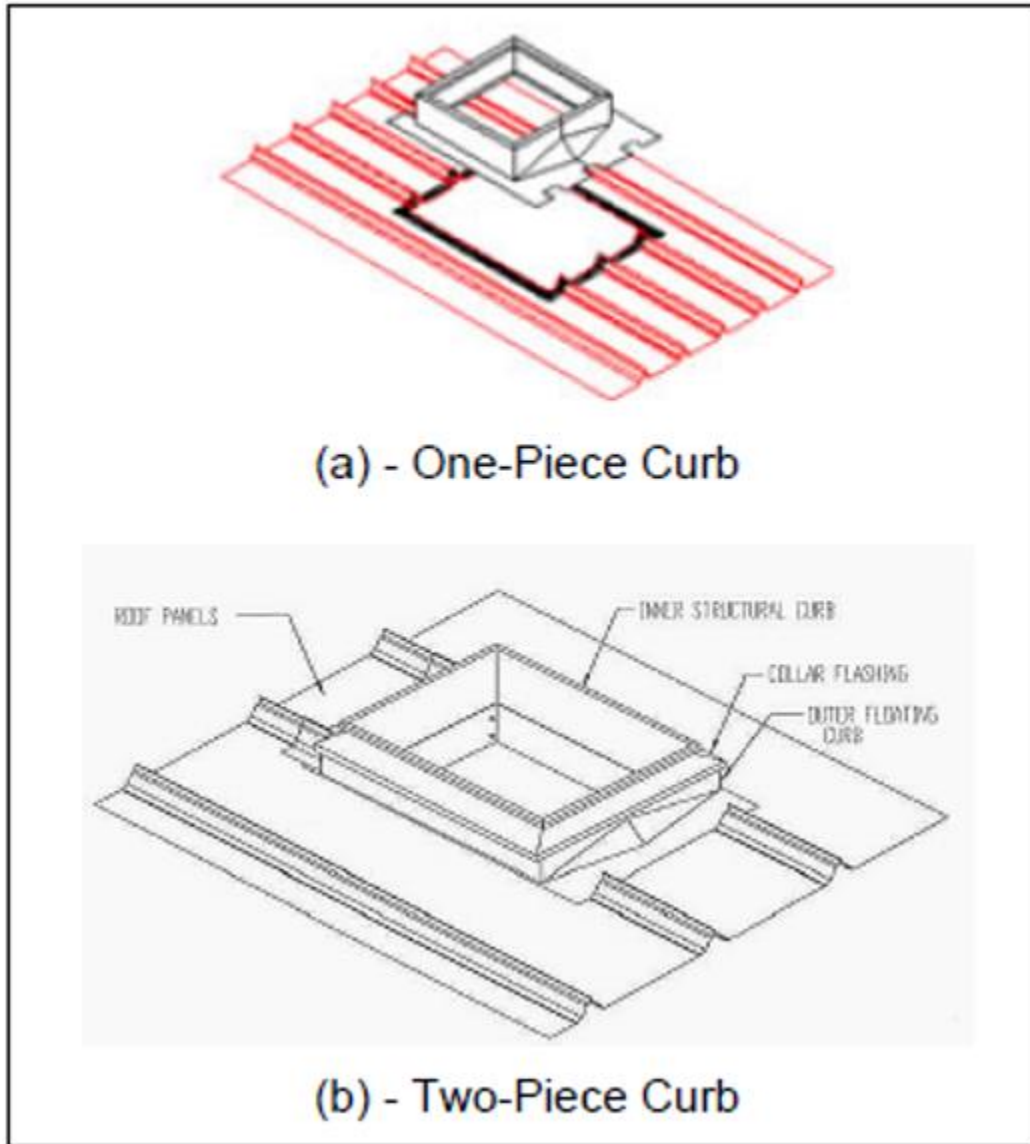 (a) - One-Piece Curb
ROOF PANELS
INNER STRUCTURAL CURB
COLLAR FLASHING
OUTER FLOATING
CURB
(b) - Two-Piece Curb